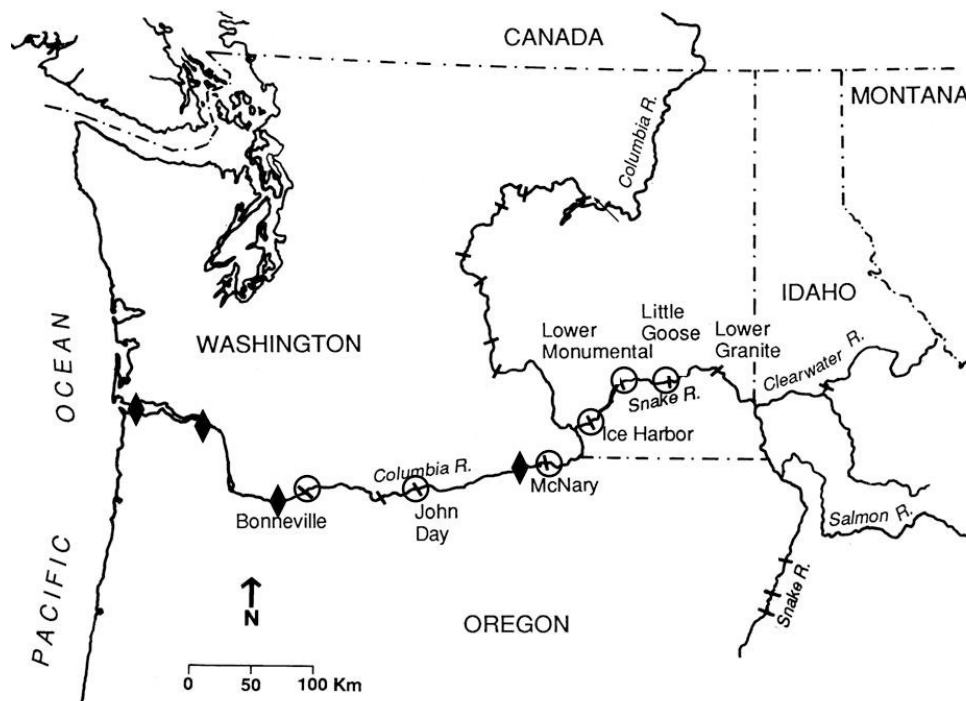 CANADA
MONTANA
Columbia R.
IDAHO
WASHINGTON
Little
Goose
Lower
Monumental
Lower
Granite
Clearwater R.
Snake R.
Ice Harbor
PACIFIC OCEAN
Columbia R.
McNary
Bonneville
John
Day
Salmon R.
Snake R.
N
OREGON
0 50 100 Km